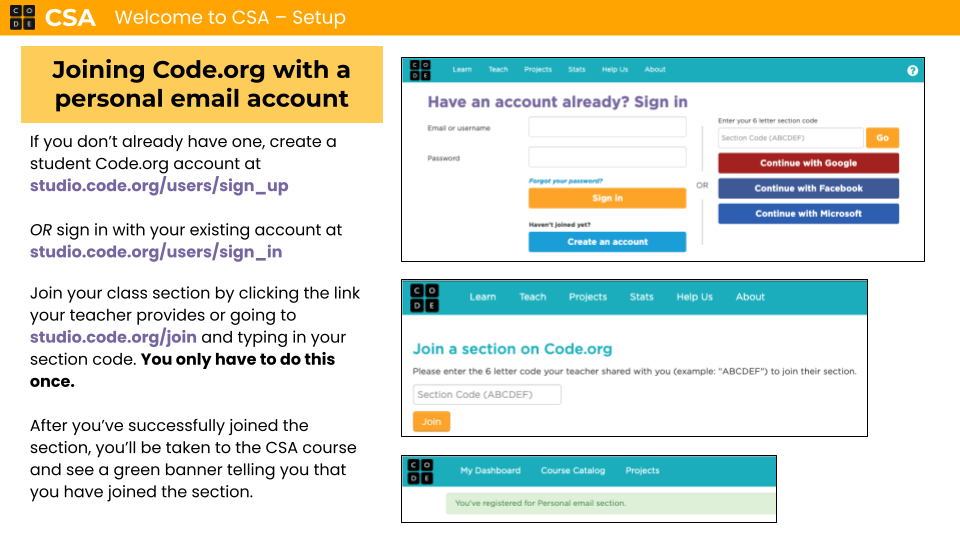 CODE CSA Welcome to CSA – Setup
Joining Code.org with a
personal email account
If you don’t already have one, create a
student Code.org account at
studio.code.org/users/sign_up
OR sign in with your existing account at
studio.code.org/users/sign_in
Join your class section by clicking the link
your teacher provides or going to
studio.code.org/join and typing in your
section code. You only have to do this
once.
After you’ve successfully joined the
section, you’ll be taken to the CSA course
and see a green banner telling you that
you have joined the section.
CODE Learn Teach Projects Stats Help Us About ?
Have an account already? Sign in
Email or username
Password
Forgot your password?
Sign in
Haven't joined yet?
Create an account
OR
Enter your 6 letter section code
Section Code (ABCDEF) Go
Continue with Google
Continue with Facebook
Continue with Microsoft
CODE Learn Teach Projects Stats Help Us About
Join a section on Code.org
Please enter the 6 letter code your teacher shared with you (example: "ABCDEF") to join their section.
Section Code (ABCDEF)
Join
CODE My Dashboard Course Catalog Projects
You've registered for Personal email section.